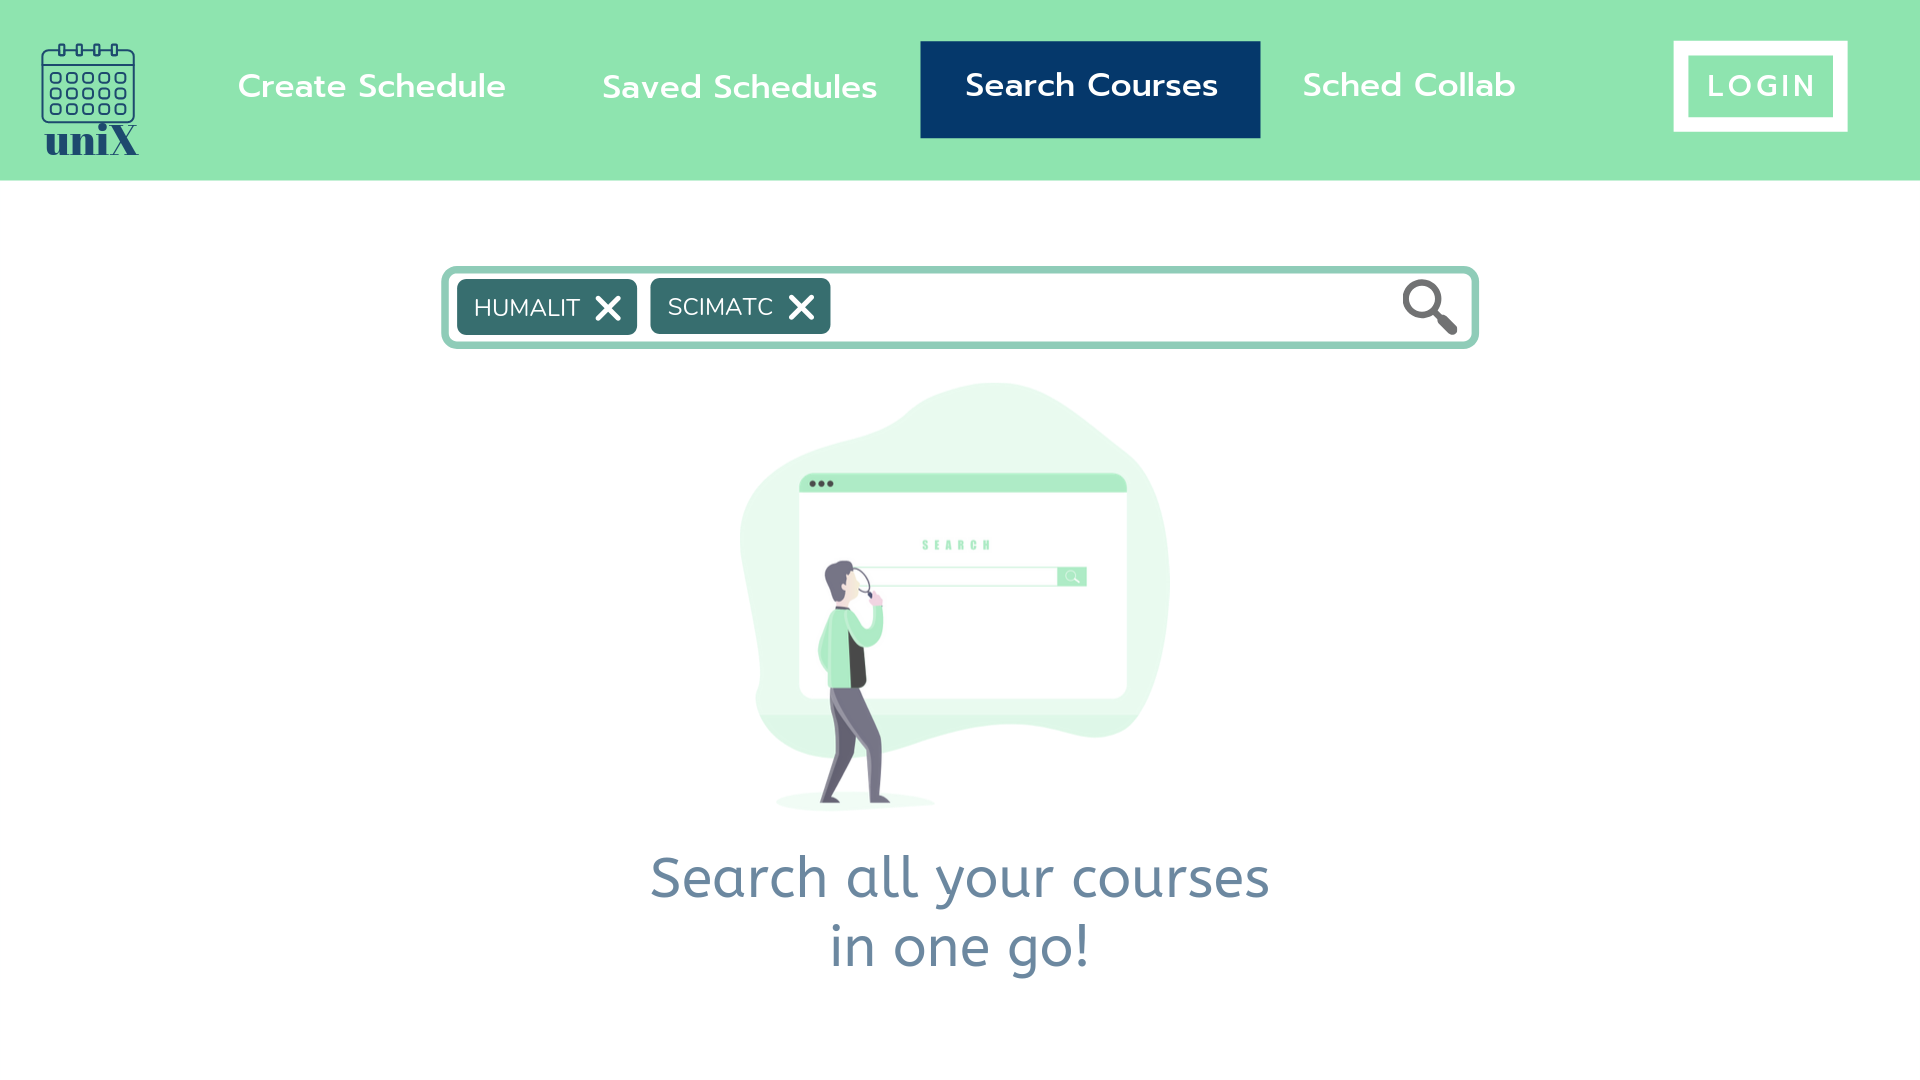 uniX
Create Schedule
Saved Schedules
Search Courses
Sched Collab
LOGIN
HUMALIT
SCIMATC
SEARCH
Search all your courses
in one go!